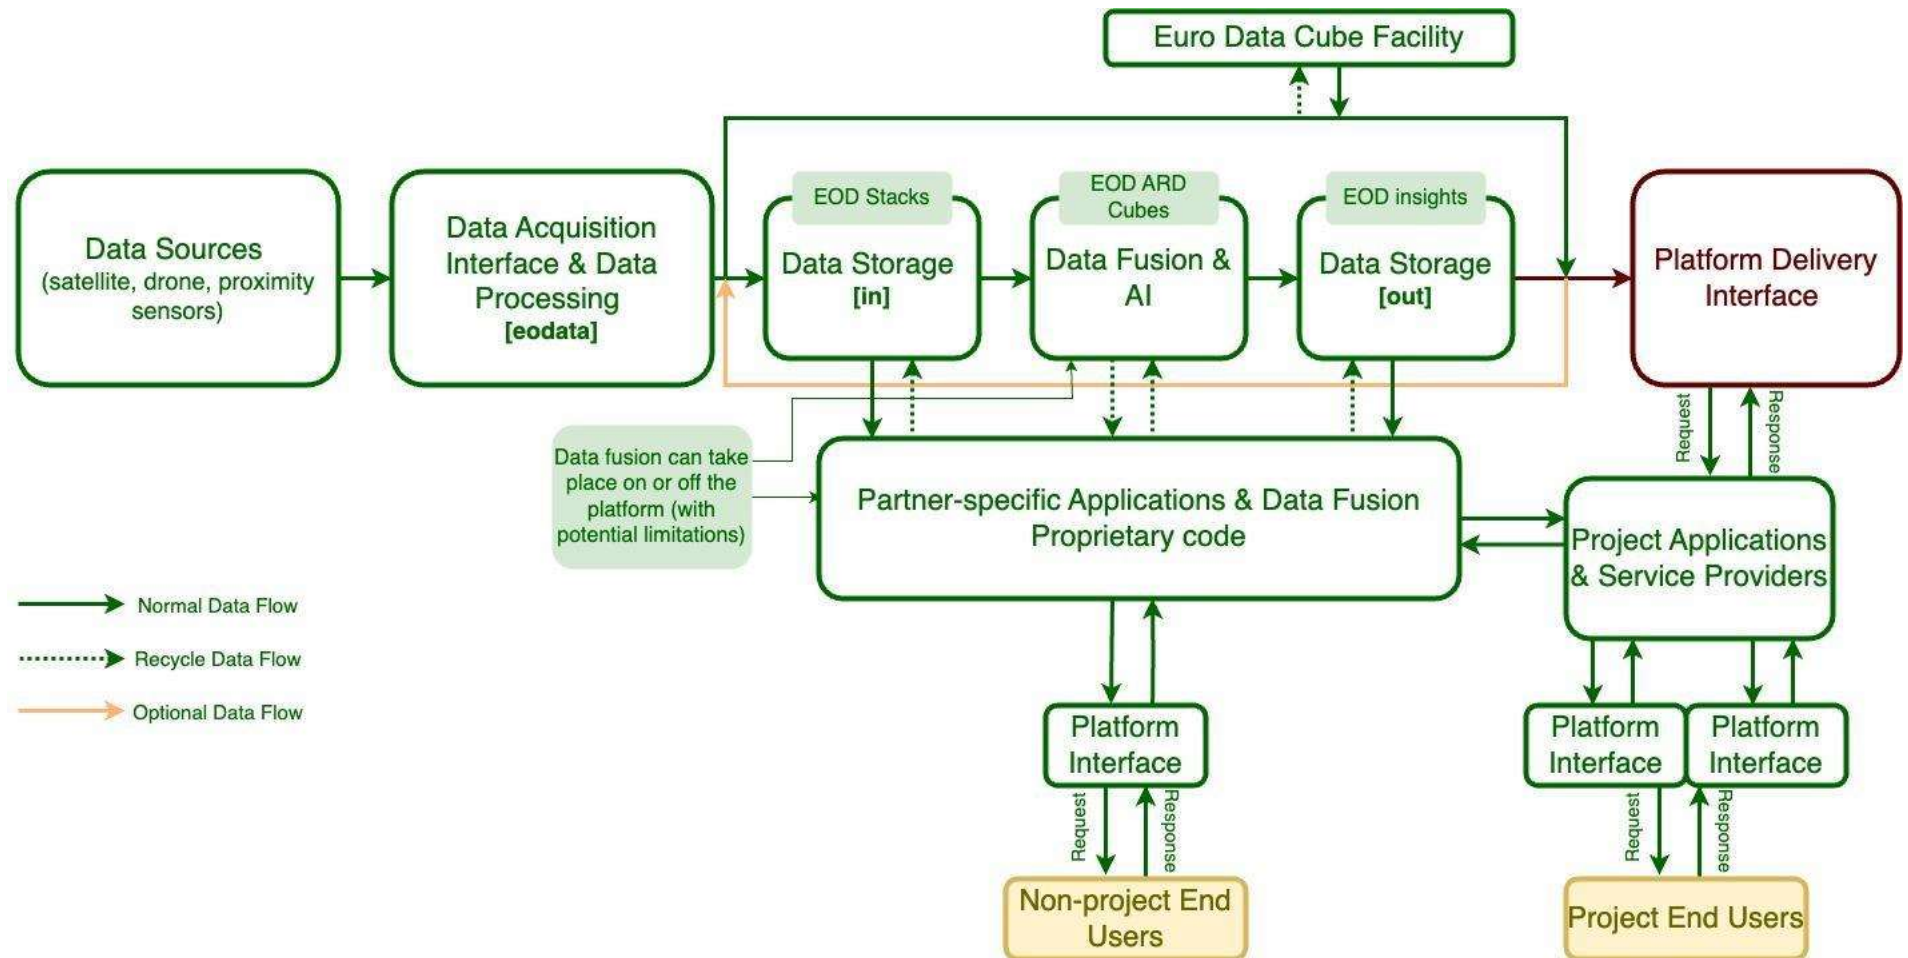 Euro Data Cube Facility
Data Sources
(satellite, drone, proximity
sensors)
Data Acquisition
Interface & Data
Processing
[eodata]
EOD Stacks
Data Storage
[in]
EOD ARD
Cubes
Data Fusion &
AI
EOD insights
Data Storage
[out]
Platform Delivery
Interface
Request
Response
Data fusion can take
place on or off the
platform (with
potential limitations)
Partner-specific Applications & Data Fusion
Proprietary code
Project Applications
& Service Providers
Normal Data Flow
Recycle Data Flow
Optional Data Flow
Platform
Interface
Platform
Interface
Platform
Interface
Request
Response
Request
Response
Non-project End
Users
Project End Users